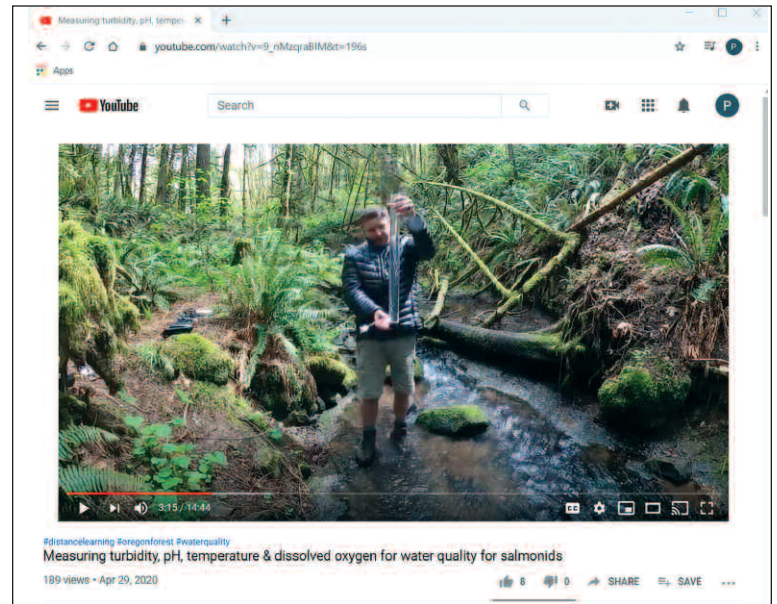 Measuring turbidity, pH, temper
youtube.com/watch?v=9_nMzqraBIM&t=196s
P
Apps
YouTube
Search
P
3:15 / 14:44
CC
#distancelearning #oregonforest #waterquality
Measuring turbidity, pH, temperature & dissolved oxygen for water quality for salmonids
189 views • Apr 29, 2020
8
0
SHARE
SAVE